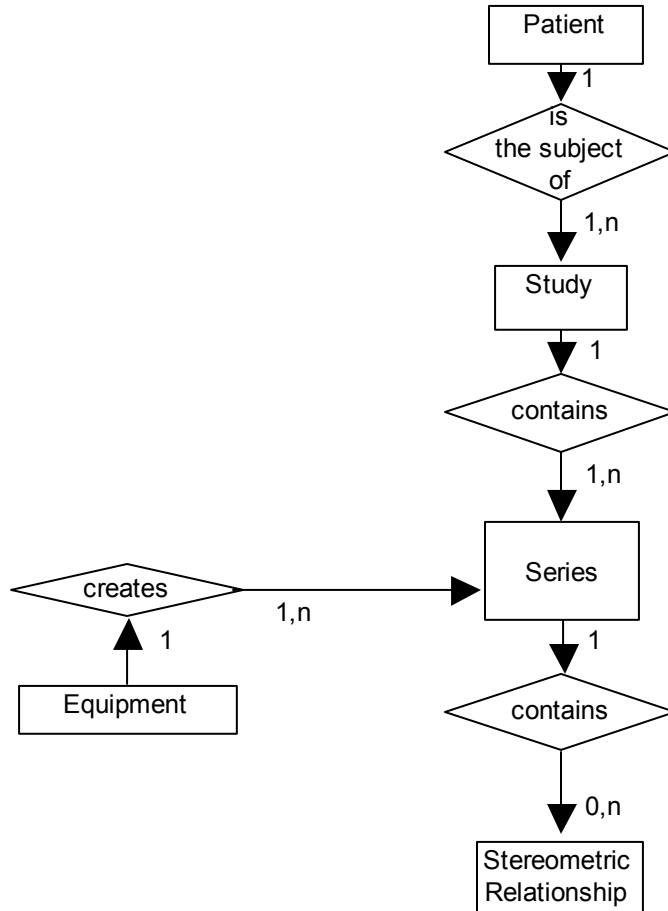 Patient
1
is
the subject
of
1,n
Study
1
contains
1,n
Series
creates
1,n
1
1
Equipment
contains
0,n
Stereometric
Relationship